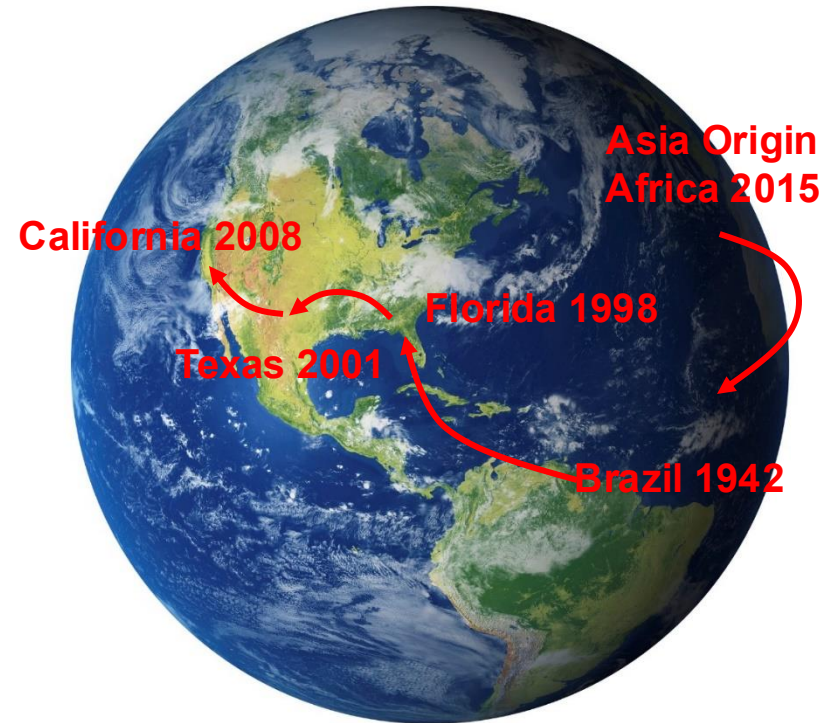 Asia Origin
Africa 2015
California 2008
Florida 1998
Texas 2001
Brazil 1942